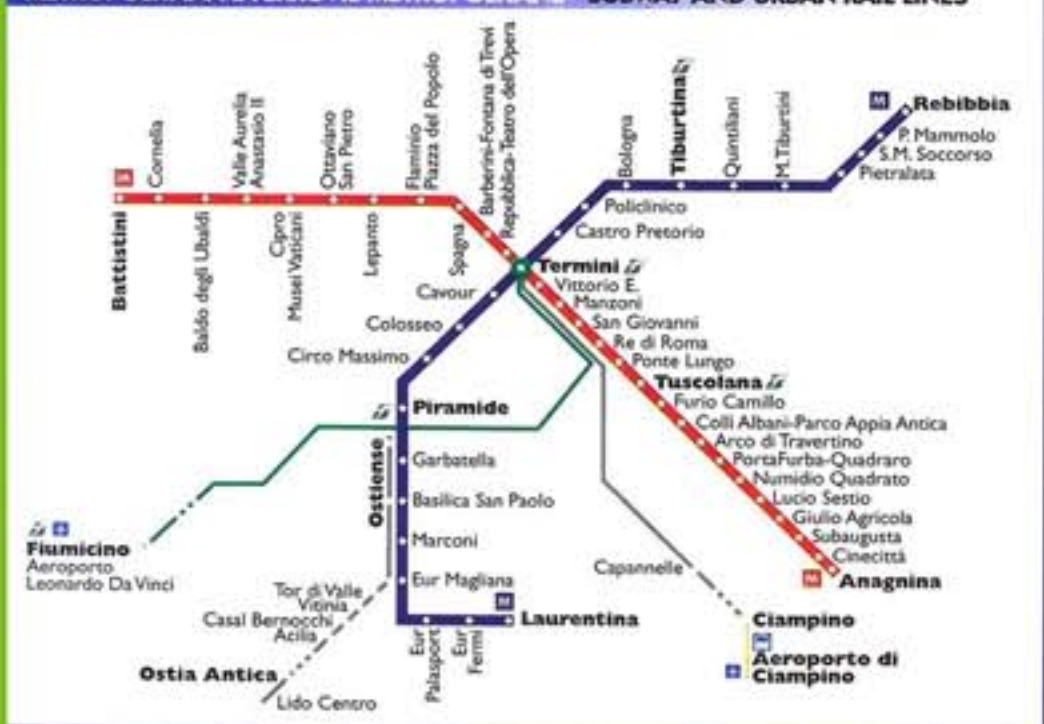 SUBWAY AND URBAN RAIL LINES
Battistini
Cornelia
Baldo degli Ubaldi
Valle Aurelia
Anastasio II
Cipro
Musei Vaticani
Ottaviano
San Pietro
Lepanto
Flaminio
Piazza del Popolo
Spagna
Barberini-Fontana di Trevi
Repubblica-Teatro dell'Opera
Termini
Vittorio E.
Manzoni
San Giovanni
Re di Roma
Ponte Lungo
Tuscolana
Furio Camillo
Colli Albani-Parco Appia Antica
Arco di Travertino
PortaFurba-Quadraro
Numidio Quadrato
Lucio Sestio
Giulio Agricola
Subaugusta
Cinecittà
M
Anagnina
M
Rebibbia
P. Mammolo
S.M. Soccorso
Pietralata
M.Tiburtini
Quintiliani
Tiburtina
Bologna
Policlinico
Castro Pretorio
Cavour
Colosseo
Circo Massimo
Piramide
Ostiense
Garbatella
Basilica San Paolo
Marconi
Eur Magliana
Eur
Palasport
Eur
Fermi
M
Laurentina
Fiumicino
Aeroporto
Leonardo Da Vinci
Tor di Valle
Vitinia
Casal Bernocchi
Acilia
Ostia Antica
Lido Centro
Capannelle
Ciampino
Aeroporto di
Ciampino